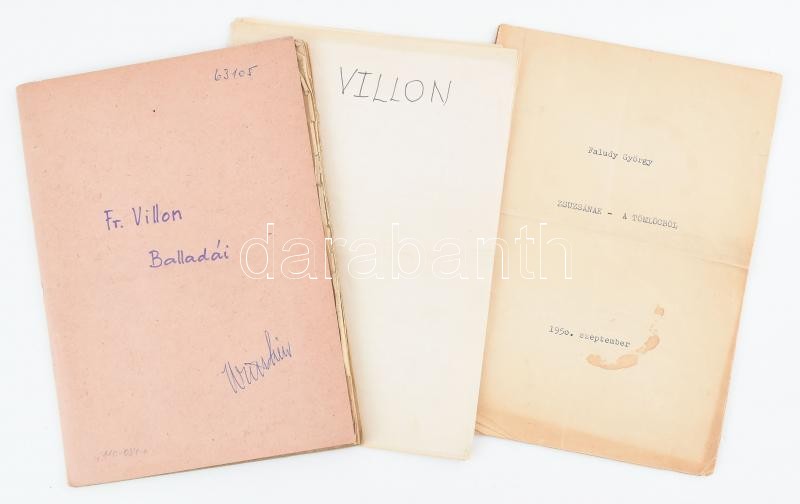 63105
Fr. Villon
Balladái
VILLON
Faludy György
ZSUZSÁNAK - A TÖMLÖCBŐL
1950. szeptember
darabanth